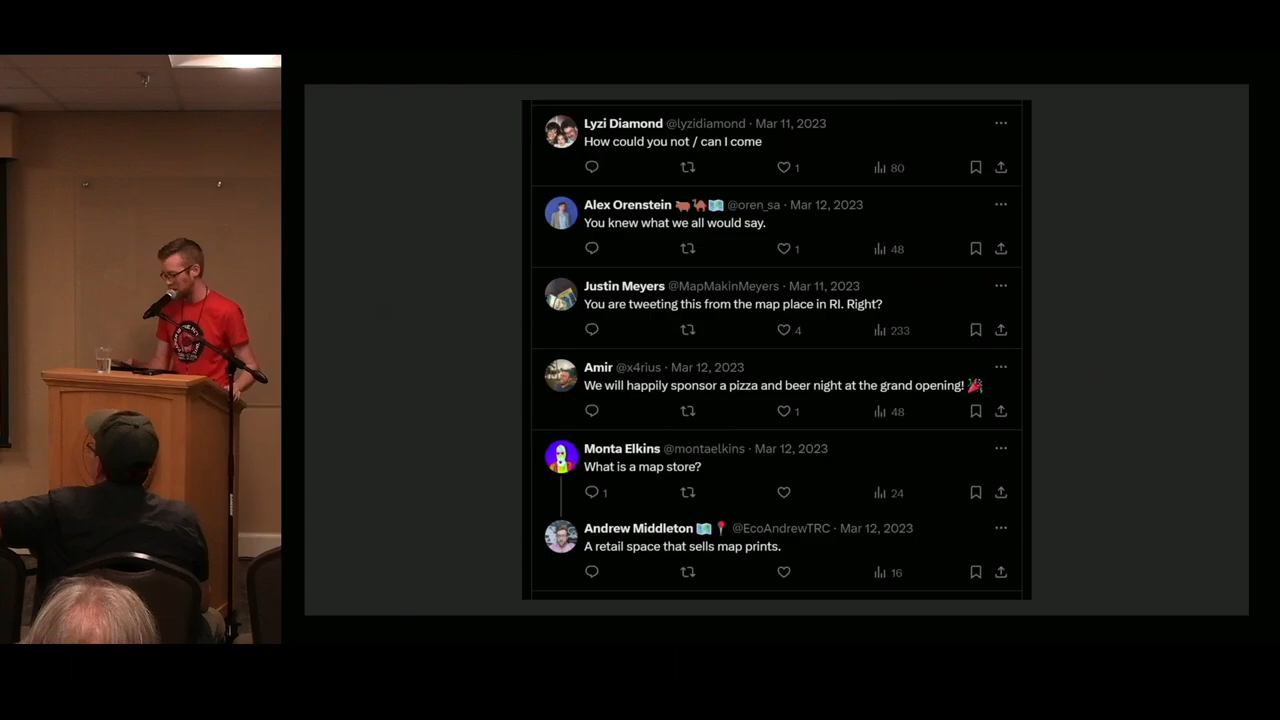 Lyzi Diamond @lyzidiamond · Mar 11, 2023
How could you not / can I come
1 80
Alex Orenstein 🐂🐪🗺️ @oren_sa · Mar 12, 2023
You knew what we all would say.
1 48
Justin Meyers @MapMakinMeyers · Mar 11, 2023
You are tweeting this from the map place in RI. Right?
4 233
Amir @x4rius · Mar 12, 2023
We will happily sponsor a pizza and beer night at the grand opening! 🎉
1 48
Monta Elkins @montaelkins · Mar 12, 2023
What is a map store?
1 24
Andrew Middleton 🗺️📍 @EcoAndrewTRC · Mar 12, 2023
A retail space that sells map prints.
16